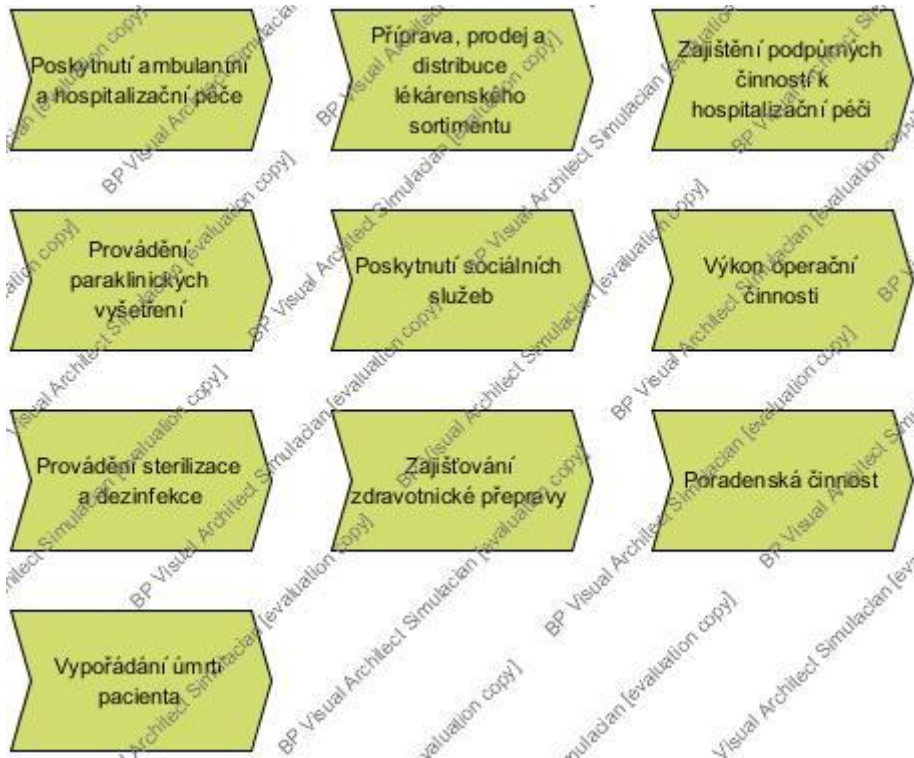 Poskytnutí ambulantní
a hospitalizační péče
Příprava, prodej a
distribuce
lékárenského
sortimentu
Zajištění podpůrných
činností k
hospitalizační péči
Provádění
paraklinických
vyšetření
Poskytnutí sociálních
služeb
Výkon operační
činnosti
Provádění sterilizace
a dezinfekce
Zajišťování
zdravotnické přepravy
Poradenská činnost
Vypořádání úmrtí
pacienta
BP Visual Architect Simulacian [evaluation copy]